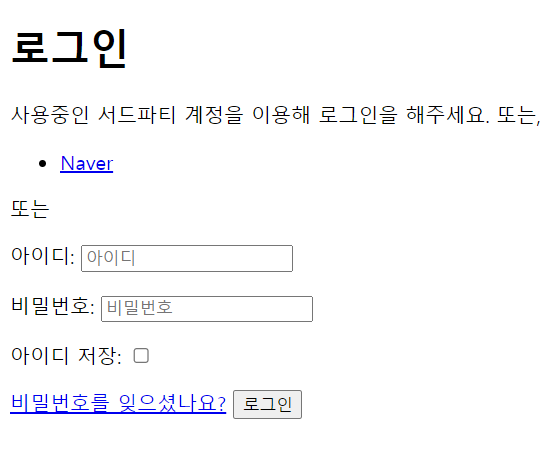 로그인
사용중인 서드파티 계정을 이용해 로그인을 해주세요. 또는,
Naver
또는
아이디: 아이디
비밀번호: 비밀번호
아이디 저장:
비밀번호를 잊으셨나요? 로그인